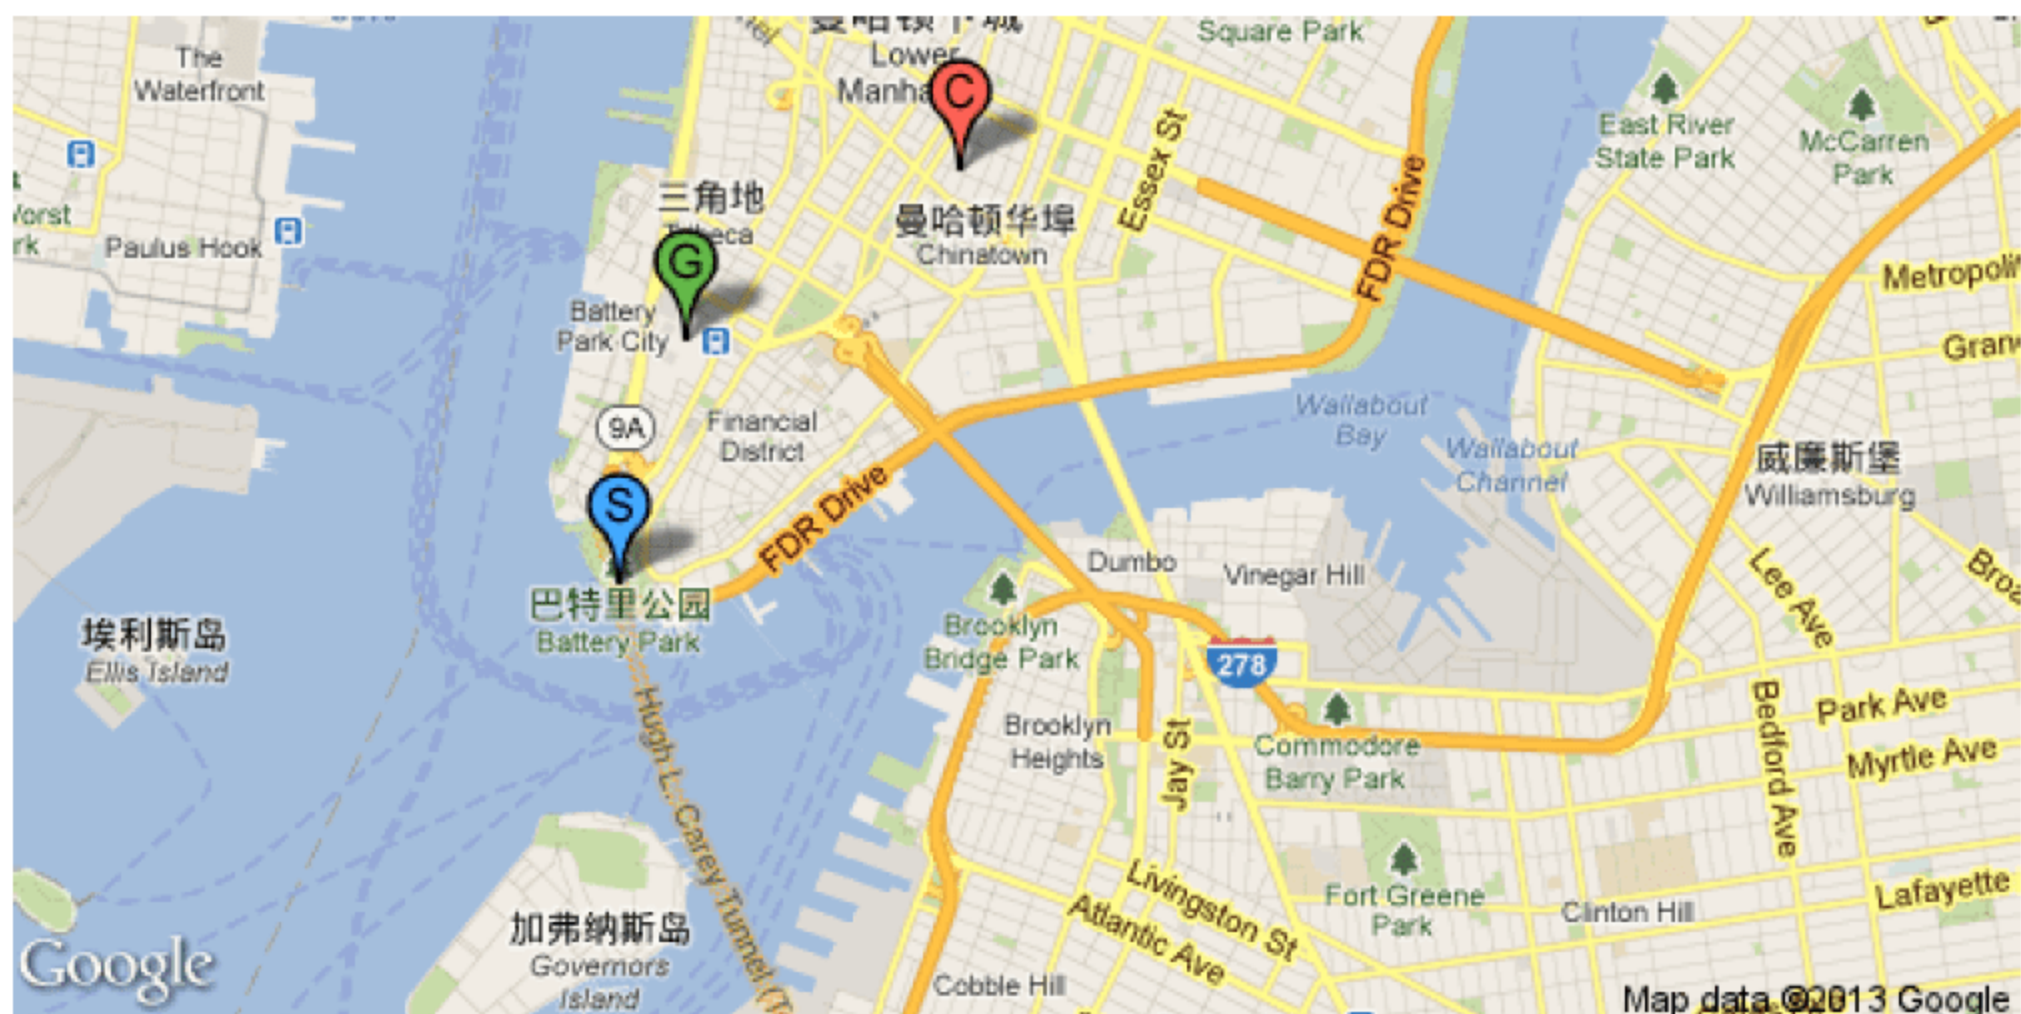 The
Waterfront
Lower
C
Square Park
East River
State Park
McCarren
Park
Essex St
FDR Drive
三角地
G
曼哈顿华埠
Chinatown
Paulus Hook
Battery
Park City
9A
Financial
District
Wallabout
Bay
Wallabout
Channel
威廉斯堡
Williamsburg
S
FDR Drive
Dumbo
Vinegar Hill
Lee Ave
巴特里公园
Battery Park
埃利斯岛
Ellis Island
Brooklyn
Bridge Park
278
Hugh L. Carey Tunnel
Brooklyn
Heights
Jay St
Commodore
Barry Park
Bedford Ave
Park Ave
Myrtle Ave
Livingston St
Atlantic Ave
Fort Greene
Park
Clinton Hill
Lafayette
加弗纳斯岛
Governors
Island
Cobble Hill
Google
Map data ©2013 Google